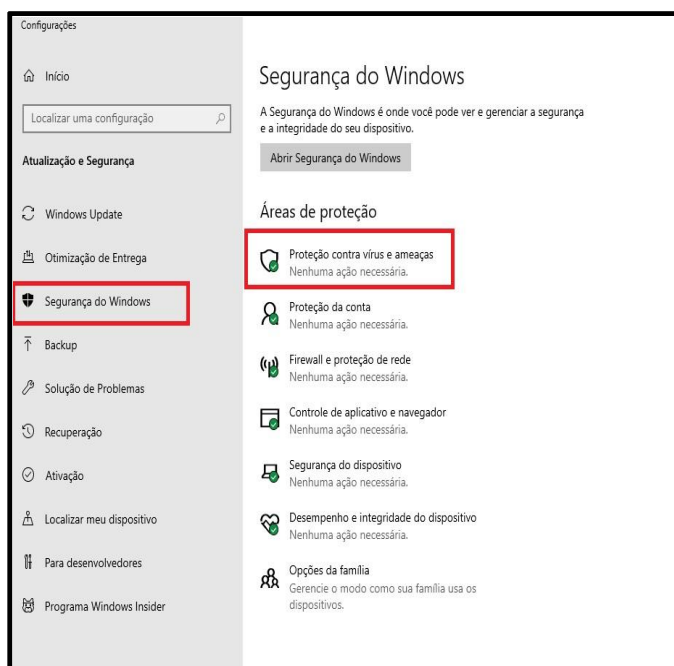 Configurações
Início
Localizar uma configuração
Atualização e Segurança
Windows Update
Otimização de Entrega
Segurança do Windows
Backup
Solução de Problemas
Recuperação
Ativação
Localizar meu dispositivo
Para desenvolvedores
Programa Windows Insider
Segurança do Windows
A Segurança do Windows é onde você pode ver e gerenciar a segurança
e a integridade do seu dispositivo.
Abrir Segurança do Windows
Áreas de proteção
Proteção contra vírus e ameaças
Nenhuma ação necessária.
Proteção da conta
Nenhuma ação necessária.
Firewall e proteção de rede
Nenhuma ação necessária.
Controle de aplicativo e navegador
Nenhuma ação necessária.
Segurança do dispositivo
Nenhuma ação necessária.
Desempenho e integridade do dispositivo
Nenhuma ação necessária.
Opções da família
Gerencie o modo como sua família usa os
dispositivos.